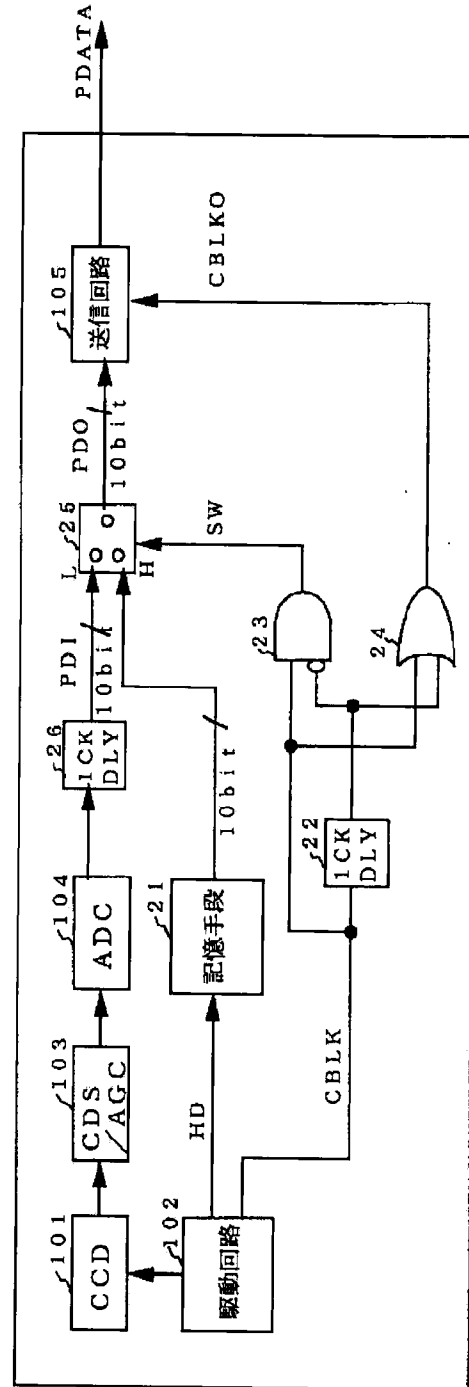 101
CCD
103
CDS
/AGC
104
ADC
26
1CK
DLY
PDI
10bit
L
25
H
PDO
10bit
105
送信回路
PDATA
102
駆動回路
HD
21
記憶手段
10bit
SW
CBLKO
CBLK
22
1CK
DLY
23
24